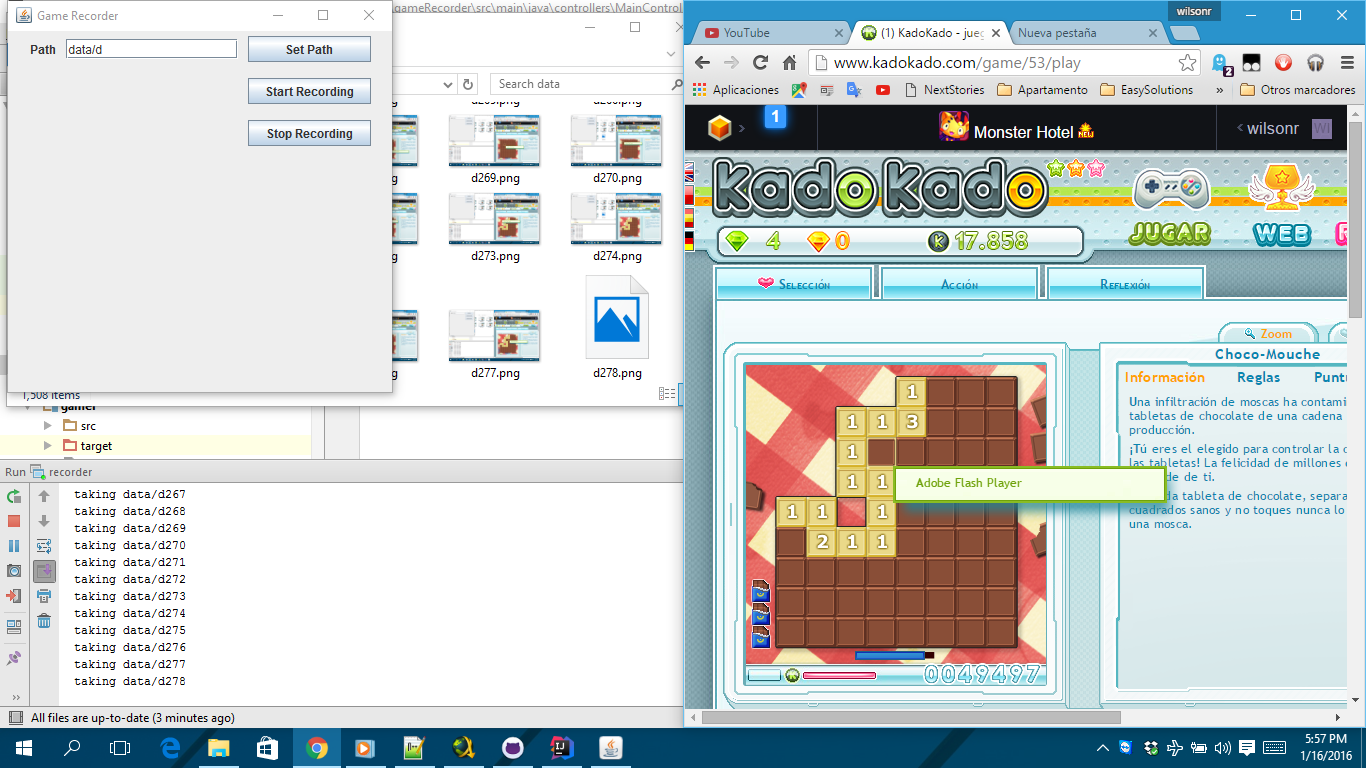 Game Recorder
Path data/d Set Path
Start Recording
Stop Recording
.gameRecorder\src\main\java\controllers\MainControl
Search data
d269.png
d270.png
d273.png
d274.png
d277.png
d278.png
1,508 items
gamer
src
target
Run recorder
taking data/d267
taking data/d268
taking data/d269
taking data/d270
taking data/d271
taking data/d272
taking data/d273
taking data/d274
taking data/d275
taking data/d276
taking data/d277
taking data/d278
All files are up-to-date (3 minutes ago)
wilsonr
YouTube
(1) KadoKado - jueg
Nueva pestaña
www.kadokado.com/game/53/play
2
Aplicaciones
NextStories
Apartamento
EasySolutions
»
Otros marcadores
1
Monster Hotel NEW
wilsonr WI
KadoKado
4 0 K 17.858
JUGAR WEB
Selección
Acción
Reflexión
Zoom
Choco-Mouche
Información Reglas Puntu
Una infiltración de moscas ha contami
tabletas de chocolate de una cadena
producción.
¡Tú eres el elegido para controlar la c
las tabletas! La felicidad de millones
de de ti.
da tableta de chocolate, separa
cuadrados sanos y no toques nunca lo
una mosca.
Adobe Flash Player
1
1 1 3
1
1 1
1 1 1
2 1 1
0049497
5:57 PM
1/16/2016